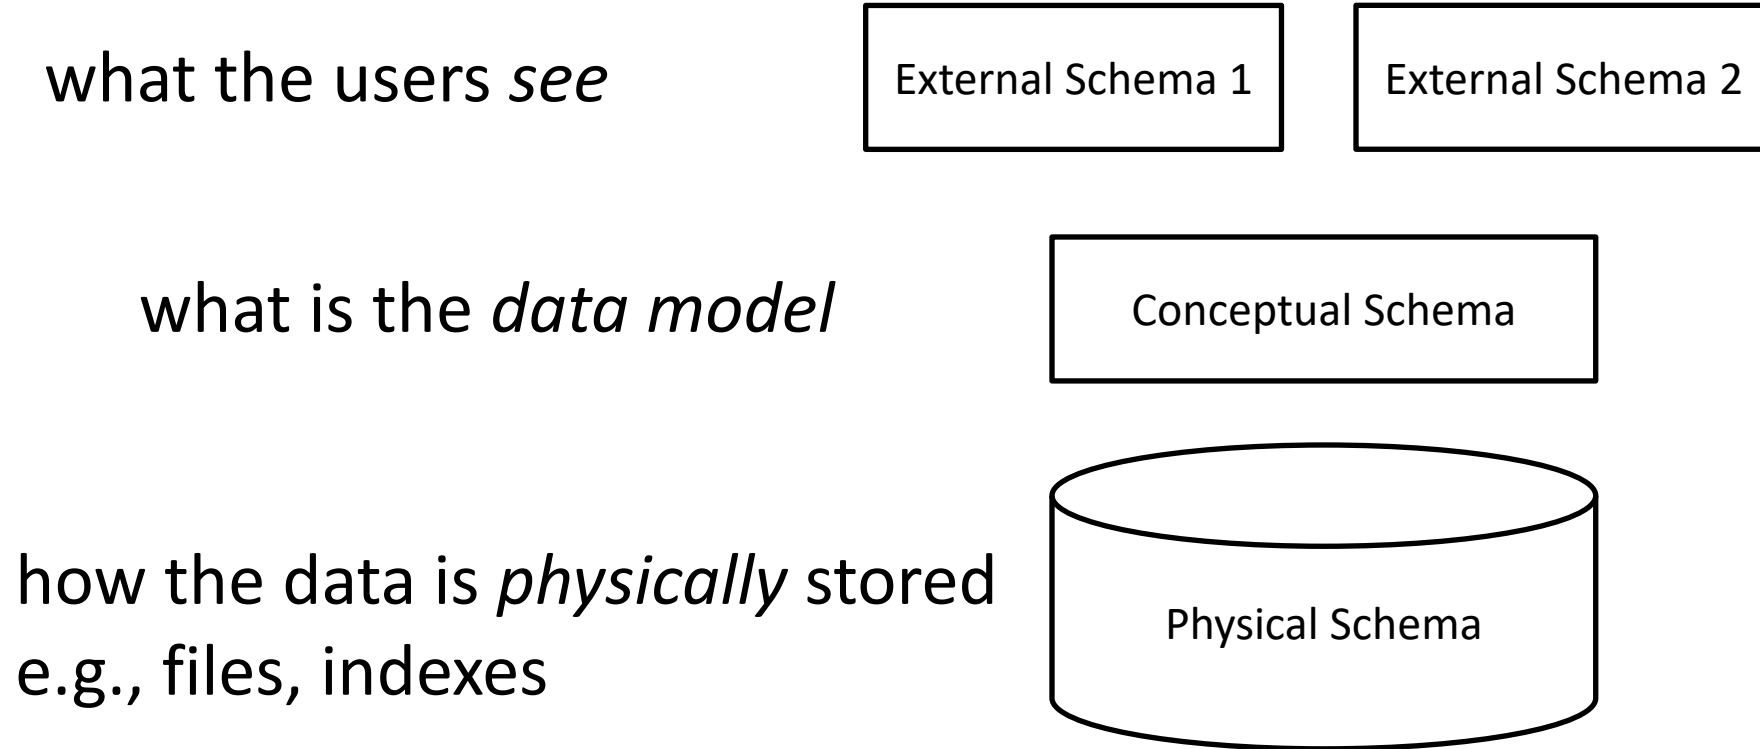 what the users see
External Schema 1
External Schema 2
what is the data model
Conceptual Schema
how the data is physically stored
e.g., files, indexes
Physical Schema